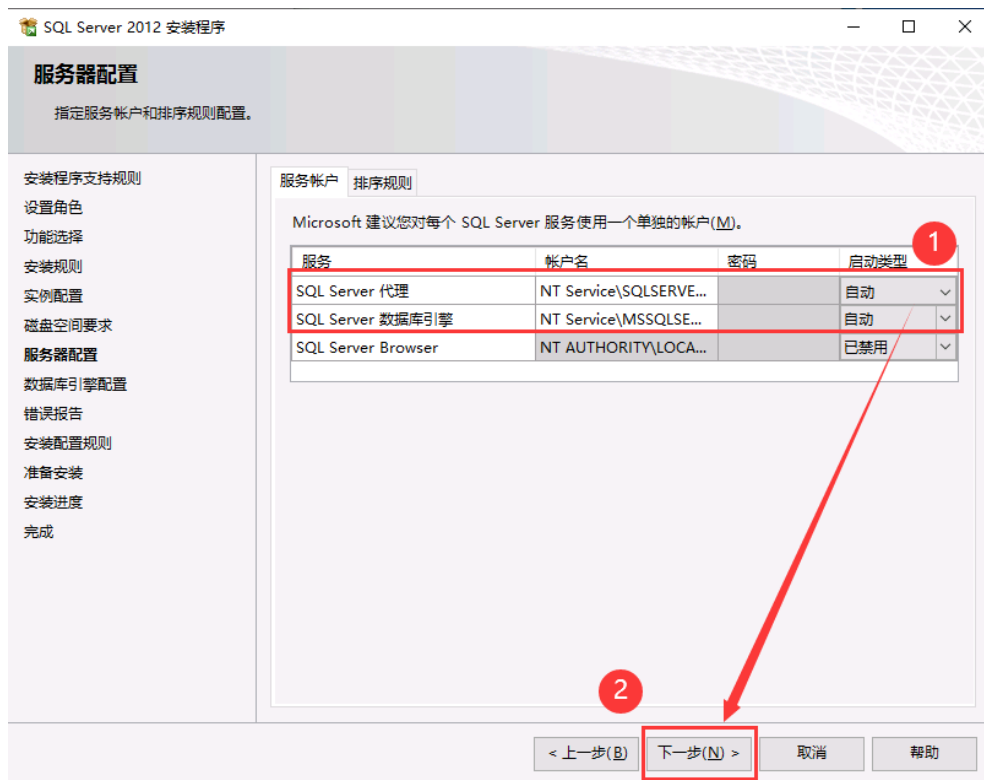 SQL Server 2012 安装程序
服务器配置
指定服务帐户和排序规则配置。
安装程序支持规则
设置角色
功能选择
安装规则
实例配置
磁盘空间要求
服务器配置
数据库引擎配置
错误报告
安装配置规则
准备安装
安装进度
完成
服务帐户 排序规则
Microsoft 建议您对每个 SQL Server 服务使用一个单独的帐户(M)。
1
服务 帐户名 密码 启动类型
SQL Server 代理 NT Service\SQLSERVE... 自动
SQL Server 数据库引擎 NT Service\MSSQLSE... 自动
SQL Server Browser NT AUTHORITY\LOCA... 已禁用
2
< 上一步(B) 下一步(N) > 取消 帮助